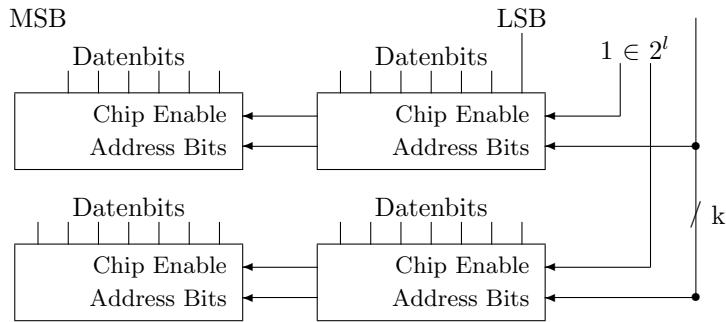 MSB LSB
Datenbits Datenbits 1 ∈ 2^l
Chip Enable Chip Enable
Address Bits Address Bits
Datenbits Datenbits k
Chip Enable Chip Enable
Address Bits Address Bits